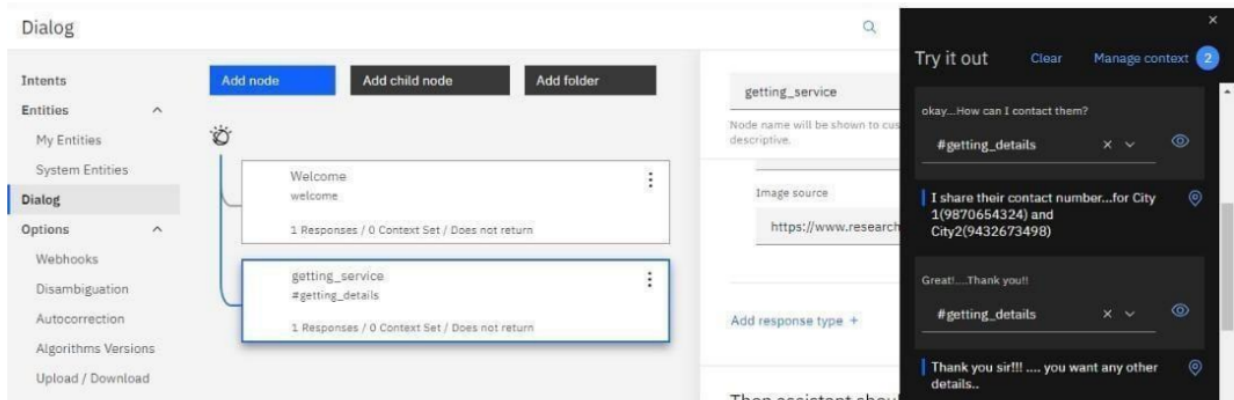 Dialog
Intents
Entities
My Entities
System Entities
Dialog
Options
Webhooks
Disambiguation
Autocorrection
Algorithms Versions
Upload / Download
Add node
Add child node
Add folder
Welcome
welcome
1 Responses / 0 Context Set / Does not return
getting_service
#getting_details
1 Responses / 0 Context Set / Does not return
getting_service
Node name will be shown to cus
descriptive.
Image source
https://www.research
Add response type +
Then assistant shou
Try it out
Clear
Manage context 2
okay...How can I contact them?
#getting_details
I share their contact number...for City
1(9870654324) and
City2(9432673498)
Great!....Thank you!!
#getting_details
Thank you sir!!! .... you want any other
details..